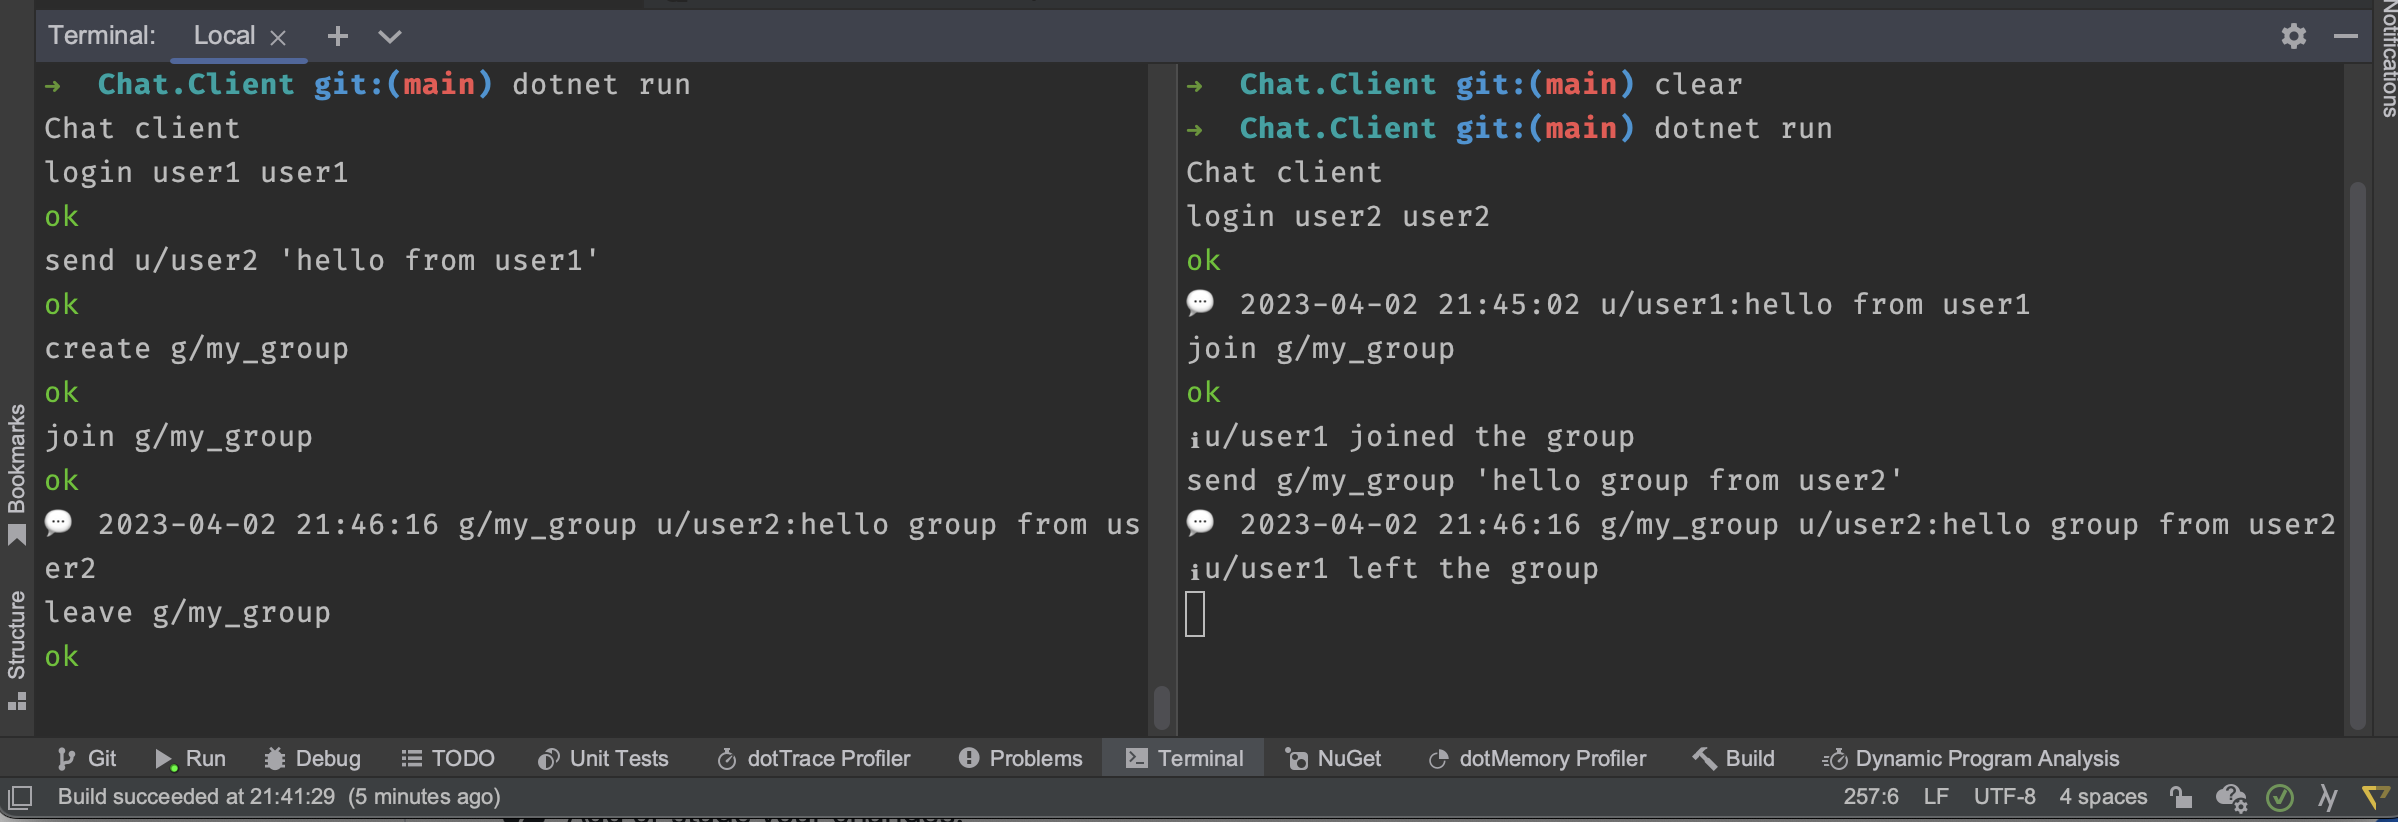 Terminal: Local
➜ Chat.Client git:(main) dotnet run
Chat client
login user1 user1
ok
send u/user2 'hello from user1'
ok
create g/my_group
ok
join g/my_group
ok
💬 2023-04-02 21:46:16 g/my_group u/user2:hello group from us
er2
leave g/my_group
ok
➜ Chat.Client git:(main) clear
➜ Chat.Client git:(main) dotnet run
Chat client
login user2 user2
ok
💬 2023-04-02 21:45:02 u/user1:hello from user1
join g/my_group
ok
ℹu/user1 joined the group
send g/my_group 'hello group from user2'
💬 2023-04-02 21:46:16 g/my_group u/user2:hello group from user2
ℹu/user1 left the group
Bookmarks
Structure
Notifications
Git Run Debug TODO Unit Tests dotTrace Profiler Problems Terminal NuGet dotMemory Profiler Build Dynamic Program Analysis
Build succeeded at 21:41:29 (5 minutes ago) 257:6 LF UTF-8 4 spaces